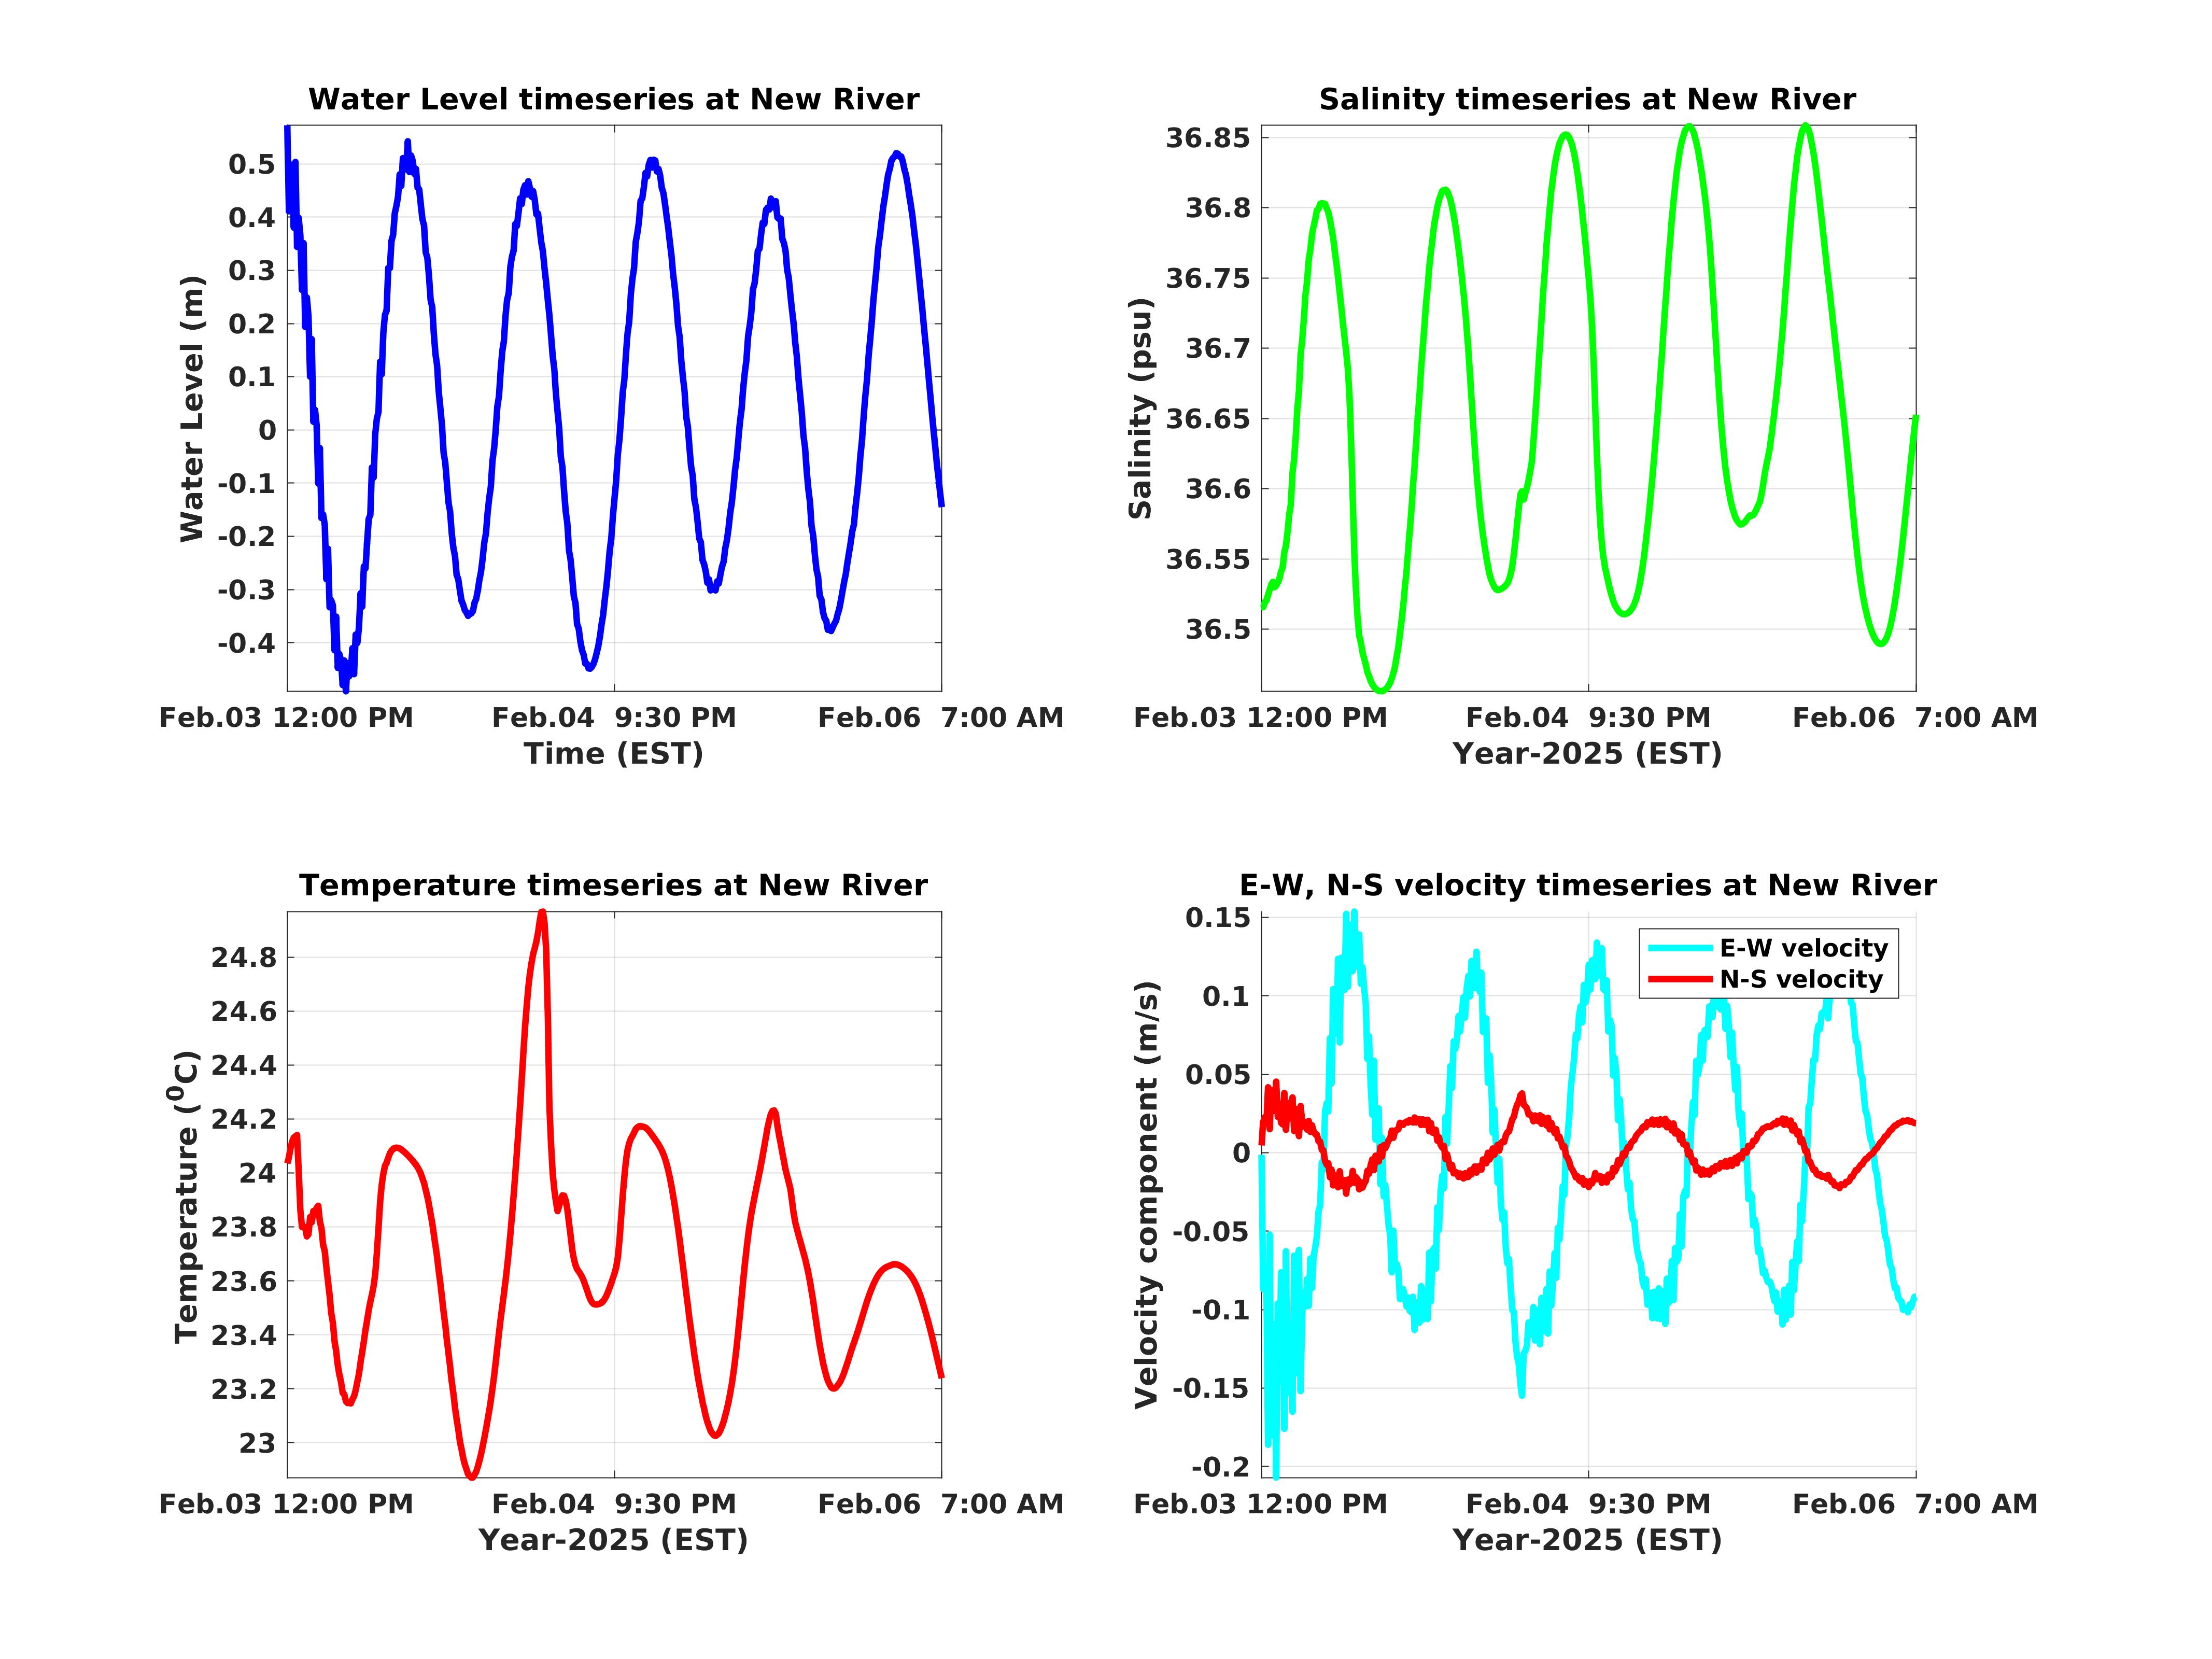 Water Level timeseries at New River
0.5
0.4
0.3
0.2
0.1
0
-0.1
-0.2
-0.3
-0.4
Water Level (m)
Feb.03 12:00 PM
Feb.04 9:30 PM
Feb.06 7:00 AM
Time (EST)
Salinity timeseries at New River
36.85
36.8
36.75
36.7
36.65
36.6
36.55
36.5
Salinity (psu)
Feb.03 12:00 PM
Feb.04 9:30 PM
Feb.06 7:00 AM
Year-2025 (EST)
Temperature timeseries at New River
24.8
24.6
24.4
24.2
24
23.8
23.6
23.4
23.2
23
Temperature (⁰C)
Feb.03 12:00 PM
Feb.04 9:30 PM
Feb.06 7:00 AM
Year-2025 (EST)
E-W, N-S velocity timeseries at New River
0.15
0.1
0.05
0
-0.05
-0.1
-0.15
-0.2
Velocity component (m/s)
E-W velocity
N-S velocity
Feb.03 12:00 PM
Feb.04 9:30 PM
Feb.06 7:00 AM
Year-2025 (EST)